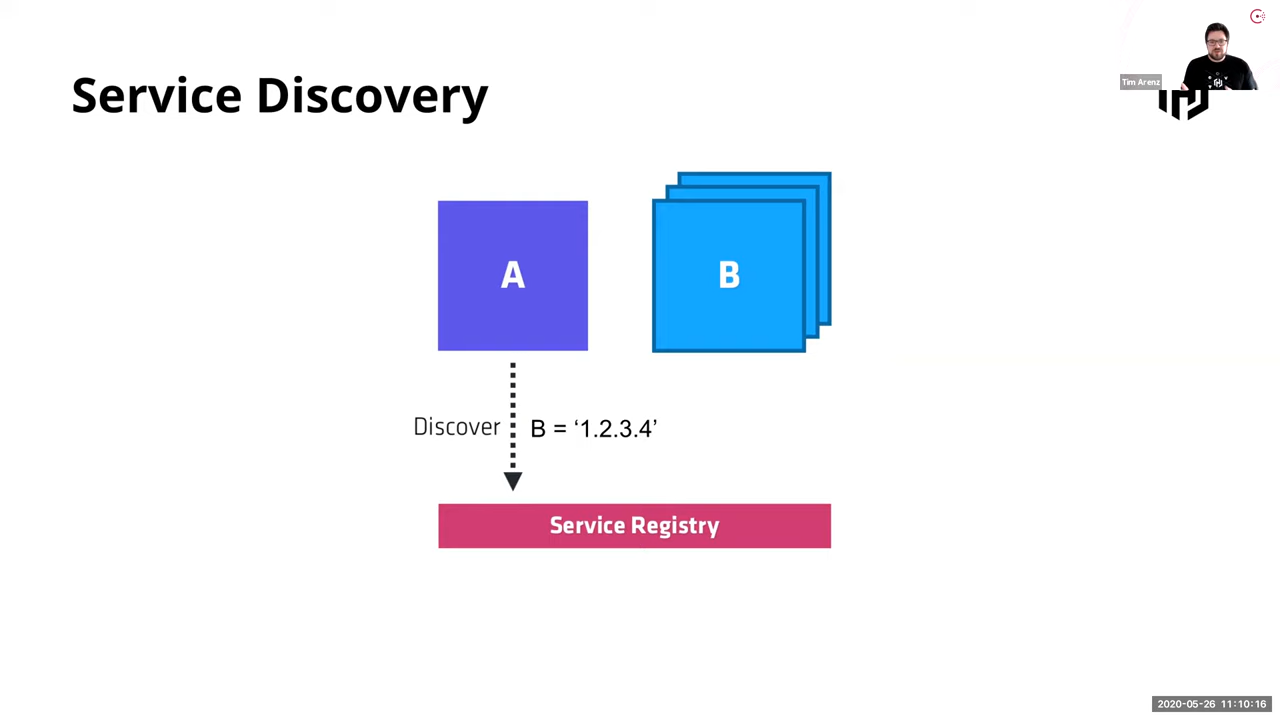 Service Discovery
Tim Arenz
A
B
Discover
B = ‘1.2.3.4’
Service Registry
2020-05-26 11:10:16